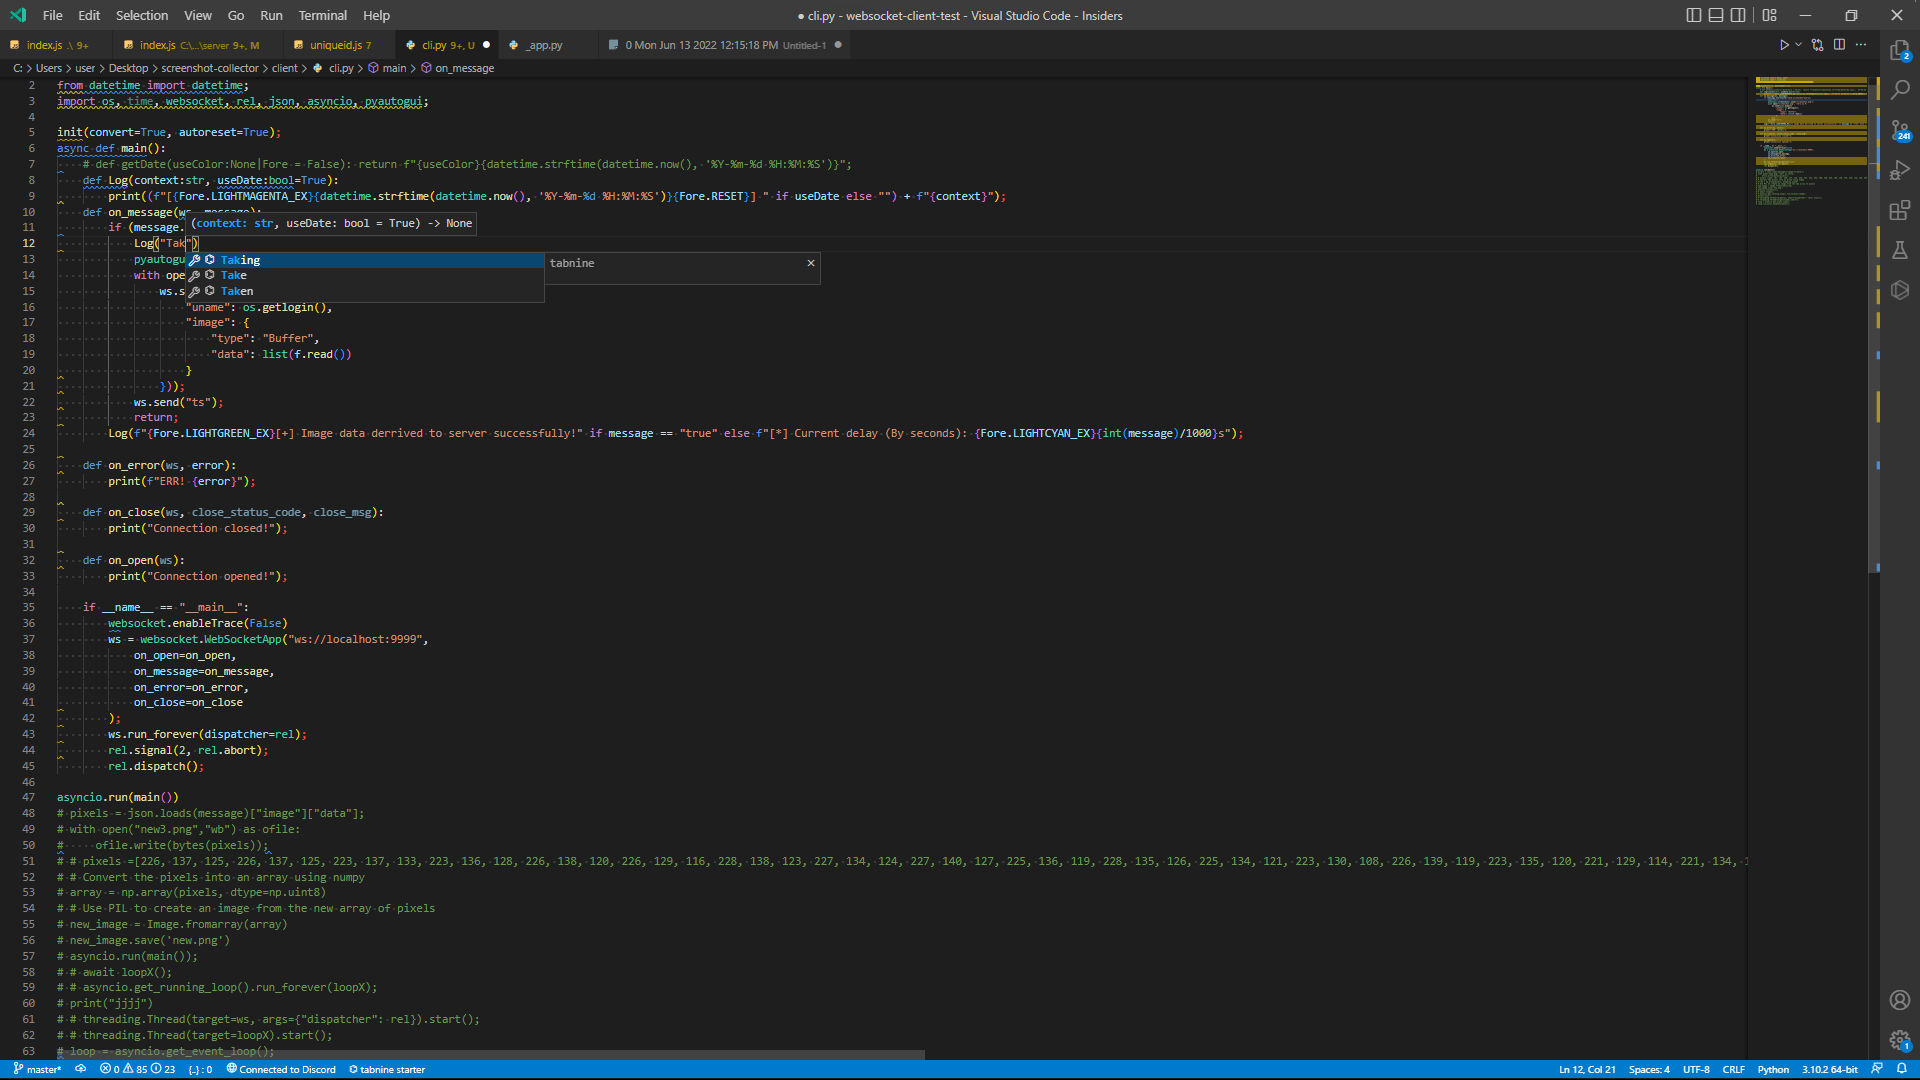 File Edit Selection View Go Run Terminal Help
● cli.py - websocket-client-test - Visual Studio Code - Insiders
index.js .\ 9+
index.js C:\...\server 9+, M
uniqueid.js 7
cli.py 9+, U ●
_app.py
0 Mon Jun 13 2022 12:15:18 PM Untitled-1 ●
C: > Users > user > Desktop > screenshot-collector > client > cli.py > main > on_message
2 from datetime import datetime;
3 import os, time, websocket, rel, json, asyncio, pyautogui;
4
5 init(convert=True, autoreset=True);
6 async def main():
7 # def getDate(useColor:None|Fore = False): return f"{useColor}{datetime.strftime(datetime.now(), '%Y-%m-%d %H:%M:%S')}";
8 def Log(context:str, useDate:bool=True):
9 print((f"[{Fore.LIGHTMAGENTA_EX}{datetime.strftime(datetime.now(), '%Y-%m-%d %H:%M:%S')}{Fore.RESET}] " if useDate else "") + f"{context}");
10 def on_message(ws, message):
(context: str, useDate: bool = True) -> None
11 if (message.
12 Log("Tak")
13 pyautogu
Taking
Take
Taken
tabnine
14 with ope
15 ws.s
16 "uname": os.getlogin(),
17 "image": {
18 "type": "Buffer",
19 "data": list(f.read())
20 }
21 }));
22 ws.send("ts");
23 return;
24 Log(f"{Fore.LIGHTGREEN_EX}[+] Image data derrived to server successfully!" if message == "true" else f"[*] Current delay (By seconds): {Fore.LIGHTCYAN_EX}{int(message)/1000}s");
25
26 def on_error(ws, error):
27 print(f"ERR! {error}");
28
29 def on_close(ws, close_status_code, close_msg):
30 print("Connection closed!");
31
32 def on_open(ws):
33 print("Connection opened!");
34
35 if __name__ == "__main__":
36 websocket.enableTrace(False)
37 ws = websocket.WebSocketApp("ws://localhost:9999",
38 on_open=on_open,
39 on_message=on_message,
40 on_error=on_error,
41 on_close=on_close
42 );
43 ws.run_forever(dispatcher=rel);
44 rel.signal(2, rel.abort);
45 rel.dispatch();
46
47 asyncio.run(main())
48 # pixels = json.loads(message)["image"]["data"];
49 # with open("new3.png","wb") as ofile:
50 # ofile.write(bytes(pixels));
51 # # pixels =[226, 137, 125, 226, 137, 125, 223, 137, 133, 223, 136, 128, 226, 138, 120, 226, 129, 116, 228, 138, 123, 227, 134, 124, 227, 140, 127, 225, 136, 119, 228, 135, 126, 225, 134, 121, 223, 130, 108, 226, 139, 119, 223, 135, 120, 221, 129, 114, 221, 134,
52 # # Convert the pixels into an array using numpy
53 # array = np.array(pixels, dtype=np.uint8)
54 # # Use PIL to create an image from the new array of pixels
55 # new_image = Image.fromarray(array)
56 # new_image.save('new.png')
57 # asyncio.run(main());
58 # # await loopX();
59 # # asyncio.get_running_loop().run_forever(loopX);
60 # print("jjjj")
61 # # threading.Thread(target=ws, args={"dispatcher": rel}).start();
62 # # threading.Thread(target=loopX).start();
63 # loop = asyncio.get_event_loop();
2
241
1
master* 0 85 23 {..} : 0 Connected to Discord tabnine starter
Ln 12, Col 21 Spaces: 4 UTF-8 CRLF Python 3.10.2 64-bit